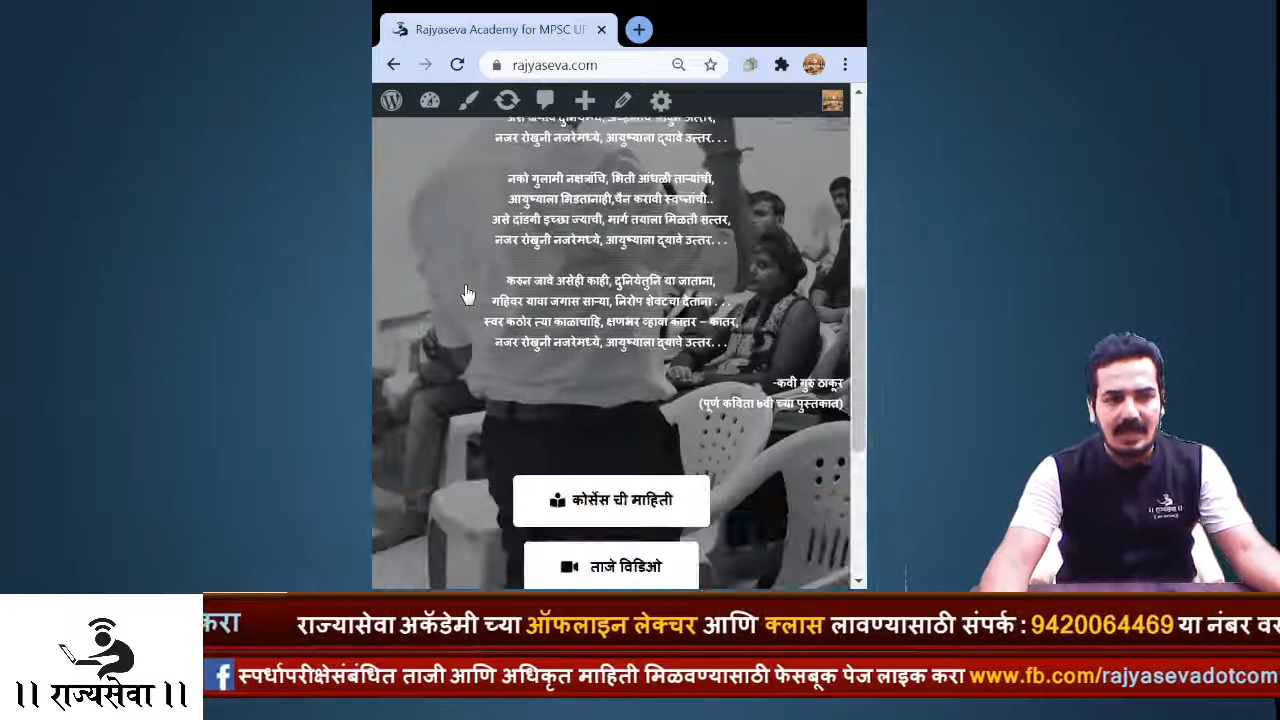 Rajyaseva Academy for MPSC UP
rajyaseva.com
नजर रोखुनी नजरेमध्ये, आयुष्याला द्यावे उत्तर. . .
नको गुलामी नक्षत्रांचि, भिती आंधळी ताऱ्यांची,
आयुष्याला भिडतानाही,चैन करावी स्वप्नांची..
असे दांडगी इच्छा ज्याची, मार्ग तयाला मिळती सत्तर,
नजर रोखुनी नजरेमध्ये, आयुष्याला द्यावे उत्तर. . .
करुन जावे असेही काही, दुनियेतुनि या जाताना,
गहिवर यावा जगास साऱ्या, निरोप शेवटचा देताना . . .
स्वर कठोर त्या काळाचाहि, क्षणभर व्हावा कातर – कातर,
नजर रोखुनी नजरेमध्ये, आयुष्याला द्यावे उत्तर. . .
-कवी गुरु ठाकूर
(पूर्ण कविता ७वी च्या पुस्तकात)
कोर्सेस ची माहिती
ताजे विडिओ
।। राज्यसेवा ।।
करा राज्यासेवा अकॅडेमी च्या ऑफलाइन लेक्चर आणि क्लास लावण्यासाठी संपर्क : 9420064469 या नंबर वर
स्पर्धापरीक्षेसंबंधित ताजी आणि अधिकृत माहिती मिळवण्यासाठी फेसबूक पेज लाइक करा www.fb.com/rajyasevadotcom
।। राज्यसेवा ।।